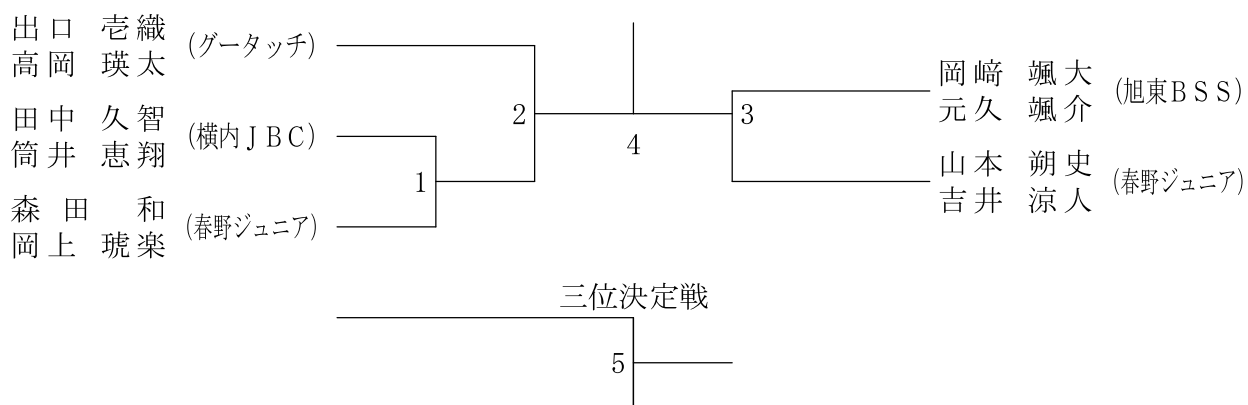 出口 壱織
高岡 瑛太
(グータッチ)
田中 久智
筒井 恵翔
(横内ＪＢＣ)
森田 和
岡上 琥楽
(春野ジュニア)
1
2
4
3
岡﨑 颯大
元久 颯介
(旭東ＢＳＳ)
山本 朔史
吉井 涼人
(春野ジュニア)
三位決定戦
5